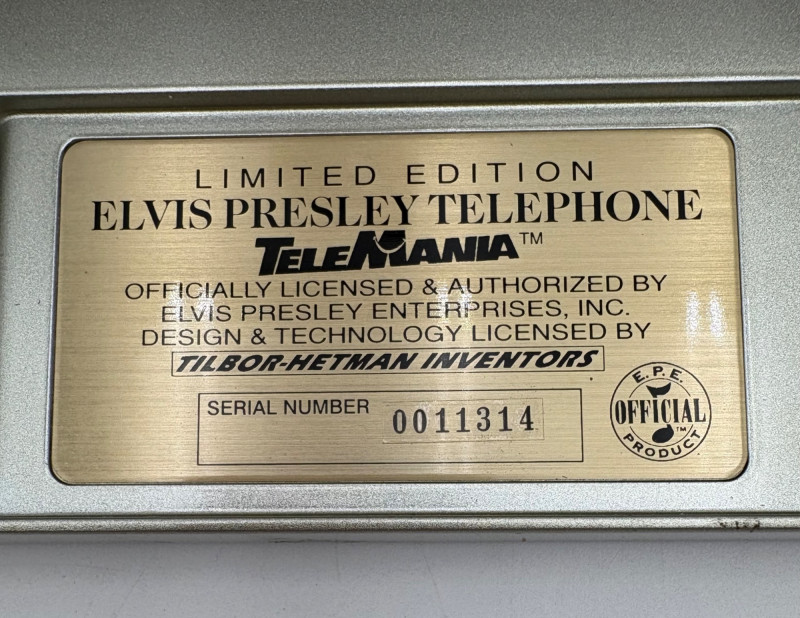 LIMITED EDITION
ELVIS PRESLEY TELEPHONE
TELEMANIA™
OFFICIALLY LICENSED & AUTHORIZED BY
ELVIS PRESLEY ENTERPRISES, INC.
DESIGN & TECHNOLOGY LICENSED BY
TILBOR-HETMAN INVENTORS
SERIAL NUMBER 0011314
E.P.E.
OFFICIAL
™
PRODUCT